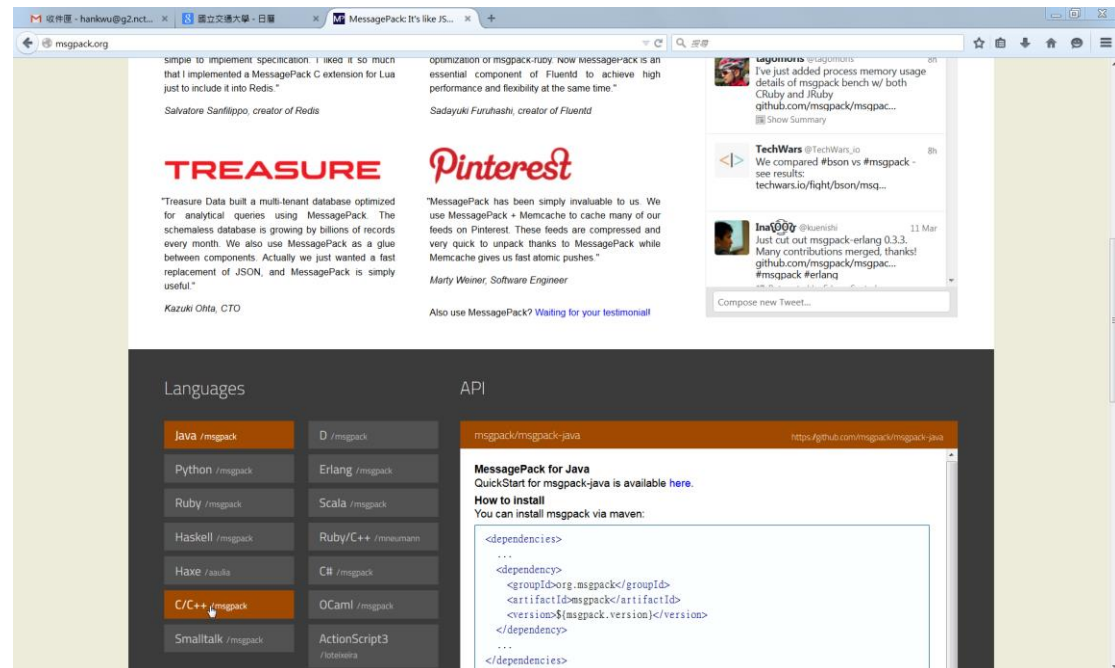 收件匣 - hankwu@g2.nct...
國立交通大學 - 日曆
MessagePack: It's like JS...
msgpack.org
搜尋
simple to implement specification. I liked it so much
that I implemented a MessagePack C extension for Lua
just to include it into Redis."
Salvatore Sanfilippo, creator of Redis
optimization of msgpack-ruby. Now MessagePack is an
essential component of Fluentd to achieve high
performance and flexibility at the same time."
Sadayuki Furuhashi, creator of Fluentd
TREASURE
"Treasure Data built a multi-tenant database optimized
for analytical queries using MessagePack. The
schemaless database is growing by billions of records
every month. We also use MessagePack as a glue
between components. Actually we just wanted a fast
replacement of JSON, and MessagePack is simply
useful."
Kazuki Ohta, CTO
Pinterest
"MessagePack has been simply invaluable to us. We
use MessagePack + Memcache to cache many of our
feeds on Pinterest. These feeds are compressed and
very quick to unpack thanks to MessagePack while
Memcache gives us fast atomic pushes."
Marty Weiner, Software Engineer
Also use MessagePack? Waiting for your testimonial!
tagomoris @tagomoris 8h
I've just added process memory usage
details of msgpack bench w/ both
CRuby and JRuby
github.com/msgpack/msgpac...
Show Summary
TechWars @TechWars_io 8h
We compared #bson vs #msgpack -
see results:
techwars.io/fight/bson/msg...
@kuenishi 11 Mar
Just cut out msgpack-erlang 0.3.3.
Many contributions merged, thanks!
github.com/msgpack/msgpac...
#msgpack #erlang
Compose new Tweet...
Languages
Java /msgpack
D /msgpack
Python /msgpack
Erlang /msgpack
Ruby /msgpack
Scala /msgpack
Haskell /msgpack
Ruby/C++ /mneumann
Haxe /aaulia
C# /msgpack
C/C++ /msgpack
OCaml /msgpack
Smalltalk /msgpack
ActionScript3
/loteixeira
API
msgpack/msgpack-java
https://github.com/msgpack/msgpack-java
MessagePack for Java
QuickStart for msgpack-java is available here.
How to install
You can install msgpack via maven:
<dependencies>
...
<dependency>
<groupId>org.msgpack</groupId>
<artifactId>msgpack</artifactId>
<version>${msgpack.version}</version>
</dependency>
...
</dependencies>